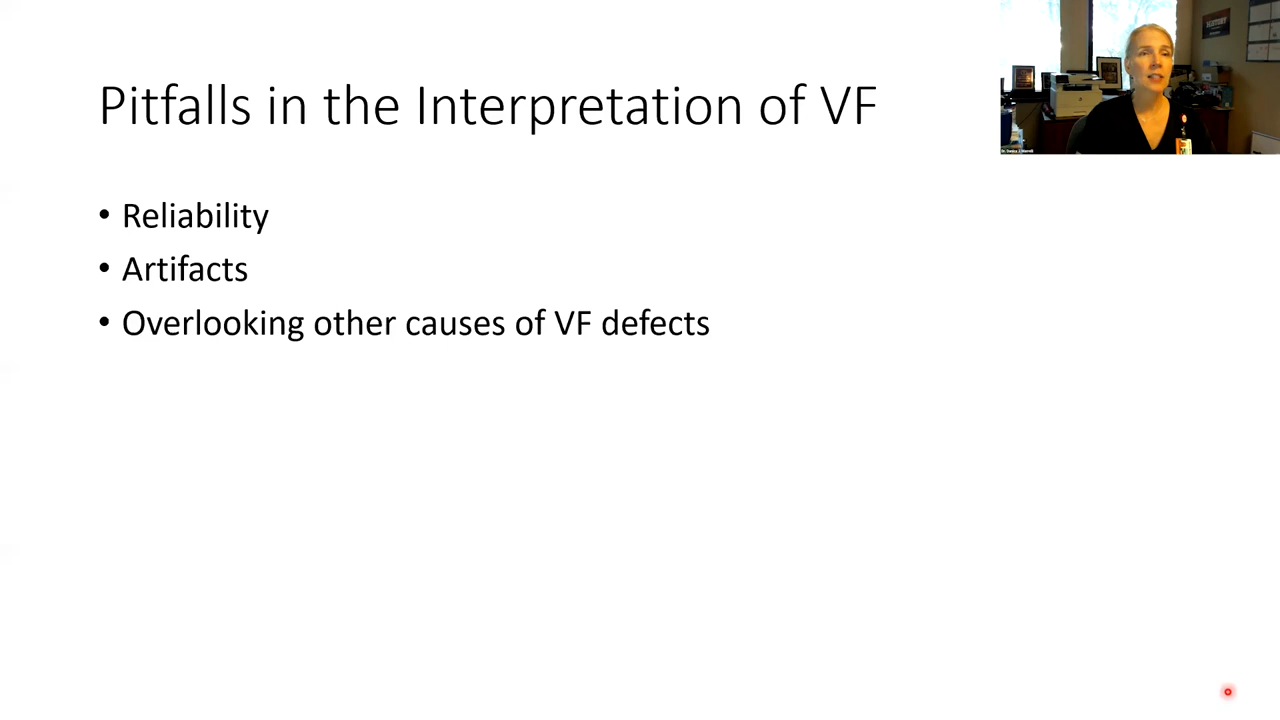 Pitfalls in the Interpretation of VF
• Reliability
• Artifacts
• Overlooking other causes of VF defects